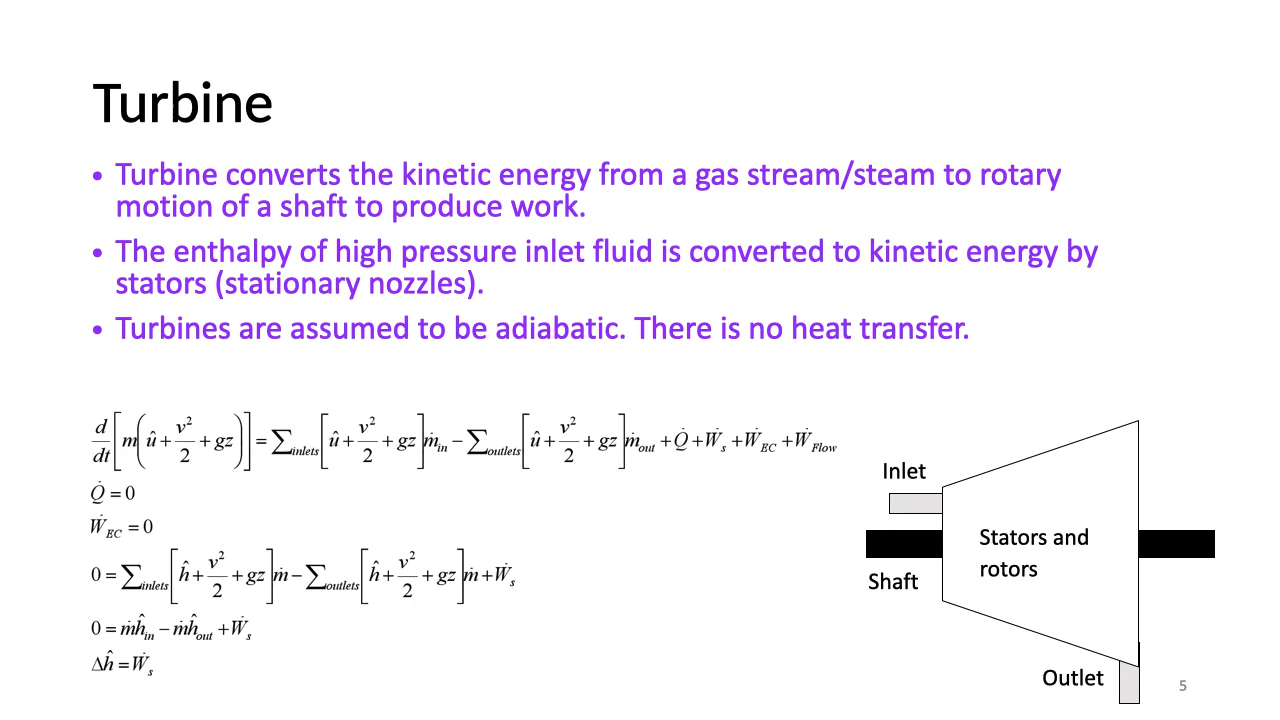 Turbine
• Turbine converts the kinetic energy from a gas stream/steam to rotary
motion of a shaft to produce work.
• The enthalpy of high pressure inlet fluid is converted to kinetic energy by
stators (stationary nozzles).
• Turbines are assumed to be adiabatic. There is no heat transfer.
d/dt[m(û + v²/2 + gz)] = ∑inlets[û + v²/2 + gz]ṁin − ∑outlets[û + v²/2 + gz]ṁout + Q̇ + Ẇs + ẆEC + ẆFlow
Q̇ = 0
ẆEC = 0
0 = ∑inlets[ĥ + v²/2 + gz]ṁ − ∑outlets[ĥ + v²/2 + gz]ṁ + Ẇs
0 = ṁĥin − ṁĥout + Ẇs
Δĥ = Ẇs
Inlet
Stators and
rotors
Shaft
Outlet
5